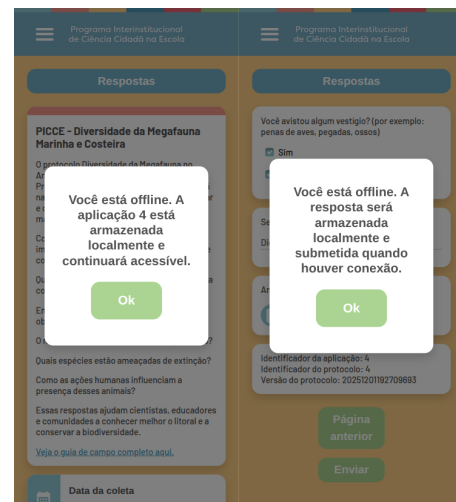 Programa Interinstitucional
de Ciência Cidadã na Escola
Respostas
PICCE - Diversidade da Megafauna
Marinha e Costeira
O protocolo Diversidade da Megafauna no
Você está offline. A
aplicação 4 está
armazenada
localmente e
continuará acessível.
Ok
Quais espécies estão ameaçadas de extinção?
Como as ações humanas influenciam a
presença desses animais?
Essas respostas ajudam cientistas, educadores
e comunidades a conhecer melhor o litoral e a
conservar a biodiversidade.
Veja o guia de campo completo aqui.
Data da coleta
Programa Interinstitucional
de Ciência Cidadã na Escola
Respostas
Você avistou algum vestígio? (por exemplo:
penas de aves, pegadas, ossos)
Sim
Você está offline. A
resposta será
armazenada
localmente e
submetida quando
houver conexão.
Ok
Identificador da aplicação: 4
Identificador do protocolo: 4
Versão do protocolo: 20251201192709693
Página
anterior
Enviar